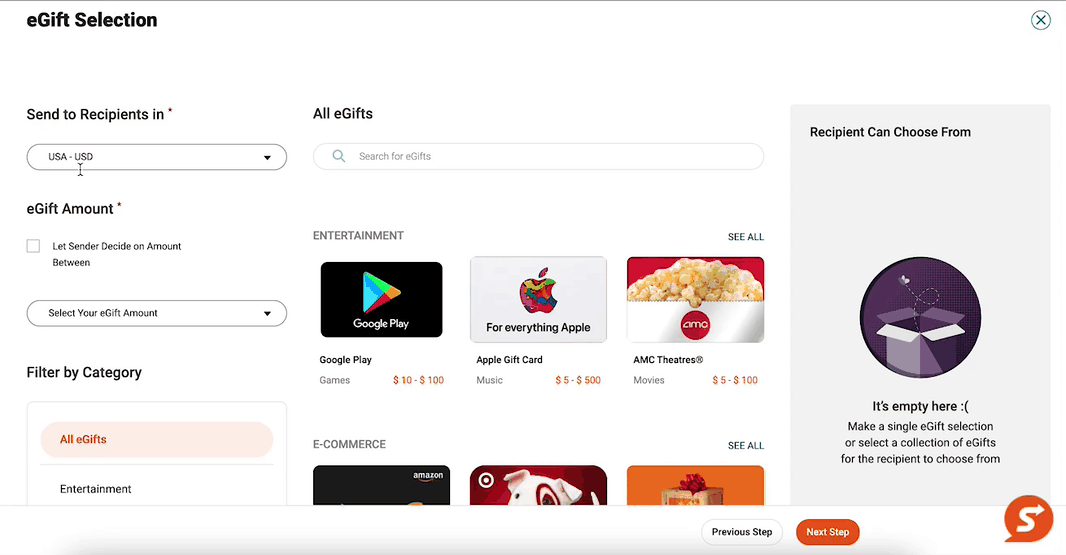 eGift Selection
Send to Recipients in *
USA - USD
eGift Amount *
Let Sender Decide on Amount
Between
Select Your eGift Amount
Filter by Category
All eGifts
Entertainment
All eGifts
Search for eGifts
ENTERTAINMENT
SEE ALL
Google Play
For everything Apple
amc
Google Play
Games
$ 10 - $ 100
Apple Gift Card
Music
$ 5 - $ 500
AMC Theatres®
Movies
$ 5 - $ 100
E-COMMERCE
SEE ALL
amazon
Recipient Can Choose From
It's empty here :(
Make a single eGift selection
or select a collection of eGifts
for the recipient to choose from
Previous Step
Next Step